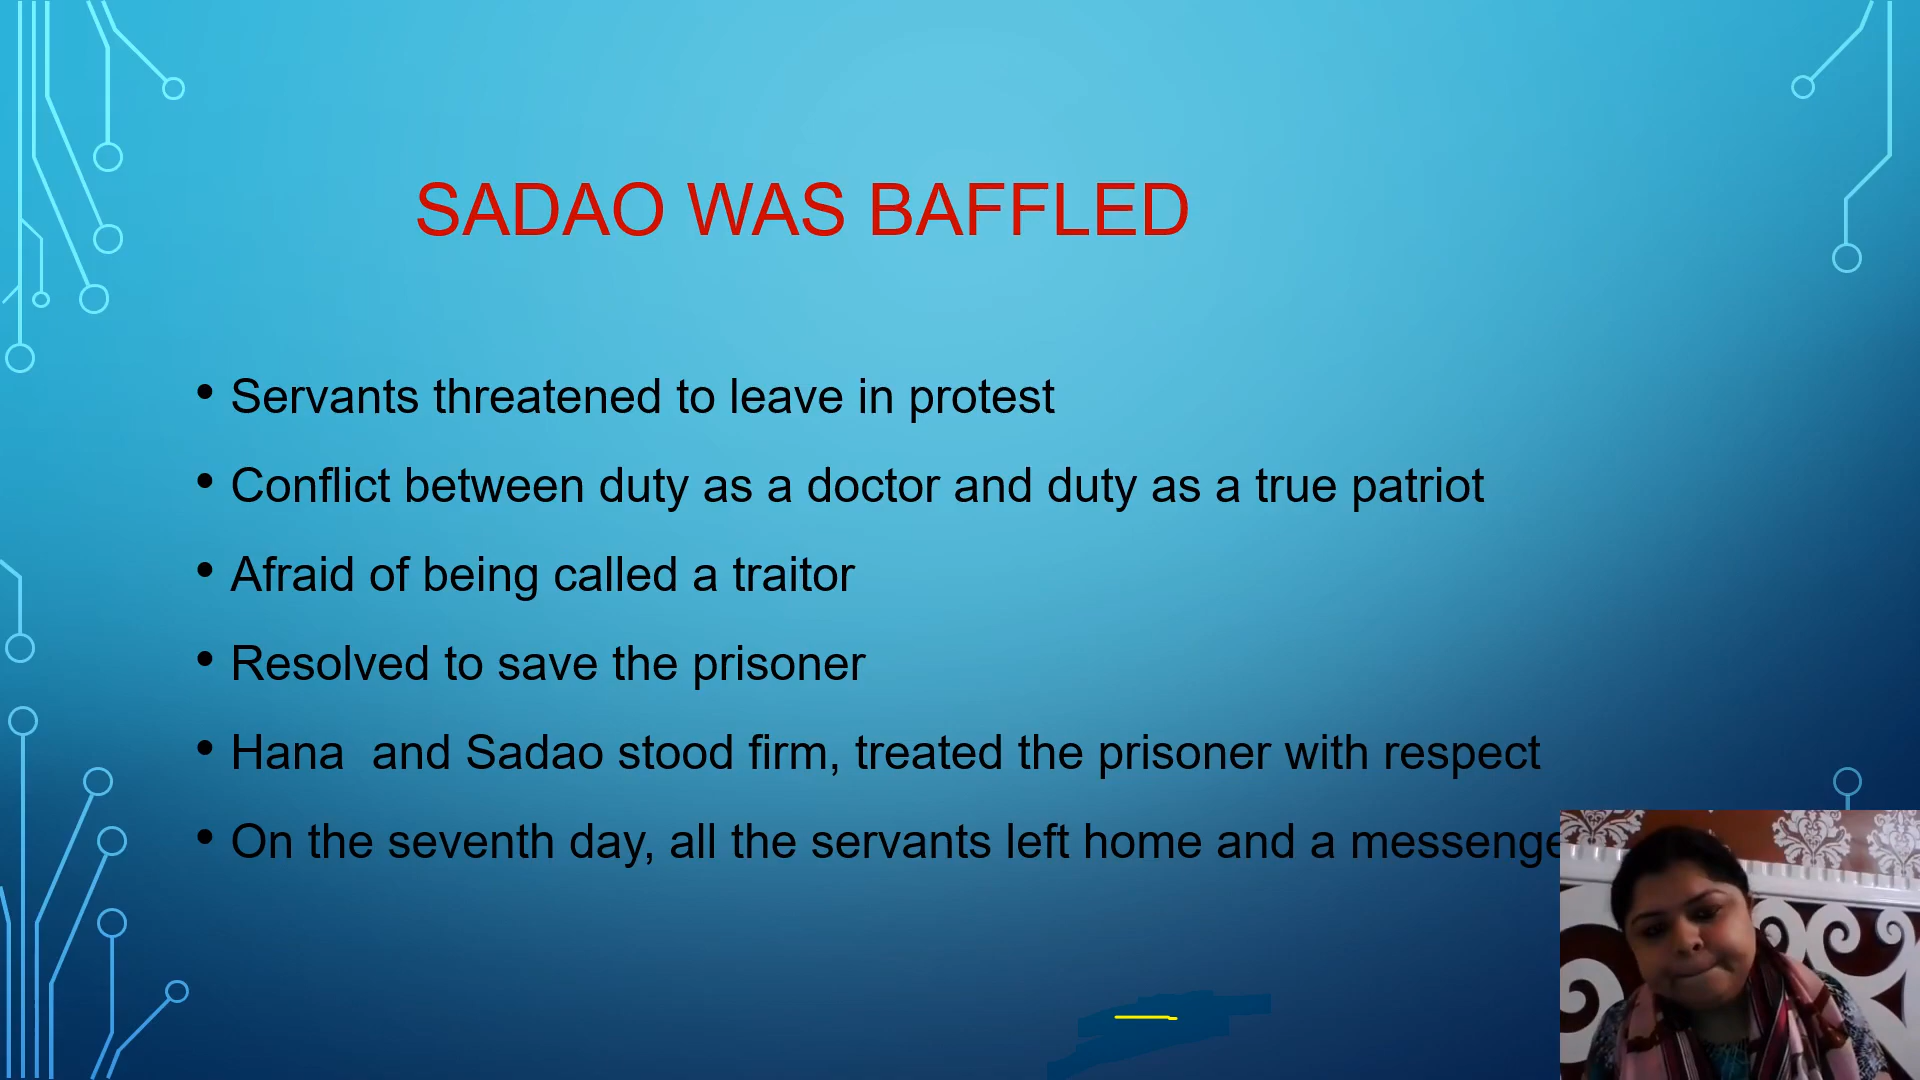 SADAO WAS BAFFLED
• Servants threatened to leave in protest
• Conflict between duty as a doctor and duty as a true patriot
• Afraid of being called a traitor
• Resolved to save the prisoner
• Hana  and Sadao stood firm, treated the prisoner with respect
• On the seventh day, all the servants left home and a